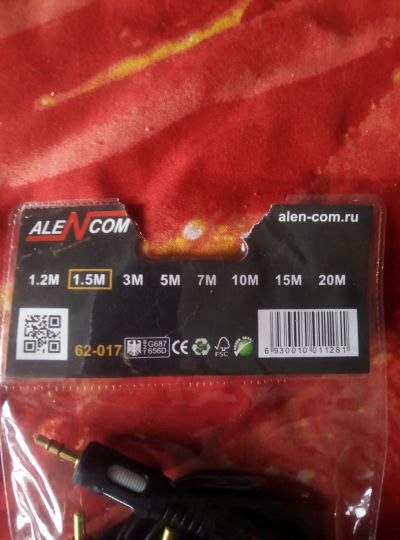 ALENCOM
alen-com.ru
1.2M 1.5M 3M 5M 7M 10M 15M 20M
62-017
G687
656D
CE
FSC
6 930010 011281